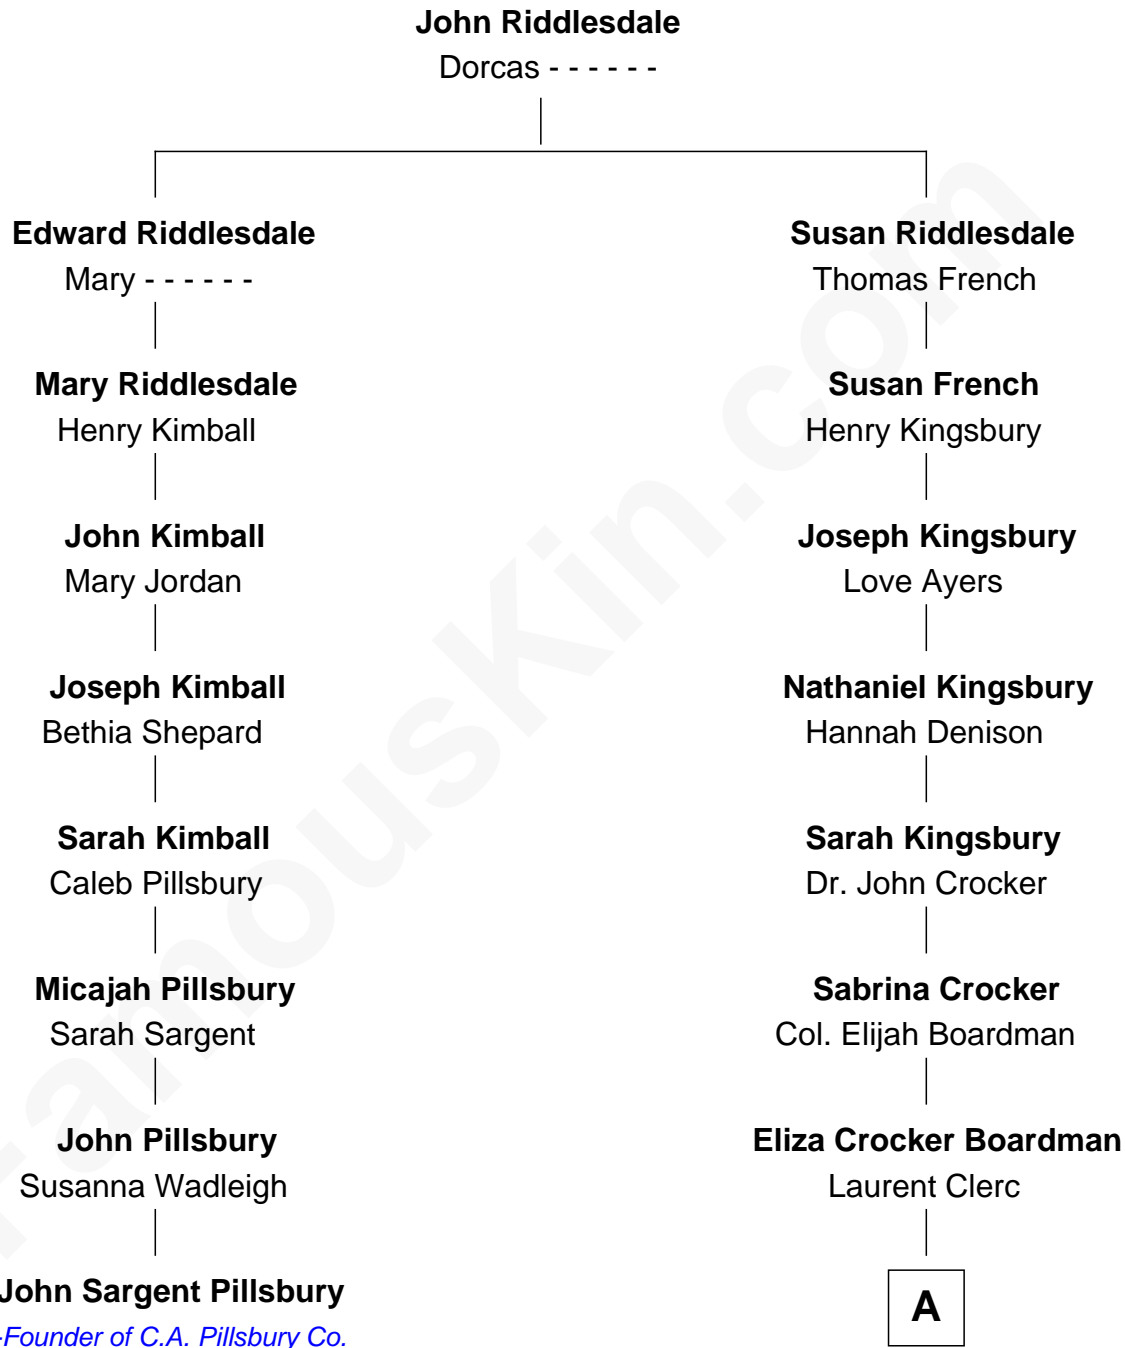 John Riddlesdale
Dorcas - - - - - -
Edward Riddlesdale
Mary - - - - - -
Mary Riddlesdale
Henry Kimball
John Kimball
Mary Jordan
Joseph Kimball
Bethia Shepard
Sarah Kimball
Caleb Pillsbury
Micajah Pillsbury
Sarah Sargent
John Pillsbury
Susanna Wadleigh
John Sargent Pillsbury
-Founder of C.A. Pillsbury Co.
Susan Riddlesdale
Thomas French
Susan French
Henry Kingsbury
Joseph Kingsbury
Love Ayers
Nathaniel Kingsbury
Hannah Denison
Sarah Kingsbury
Dr. John Crocker
Sabrina Crocker
Col. Elijah Boardman
Eliza Crocker Boardman
Laurent Clerc
A
FamousKin.com